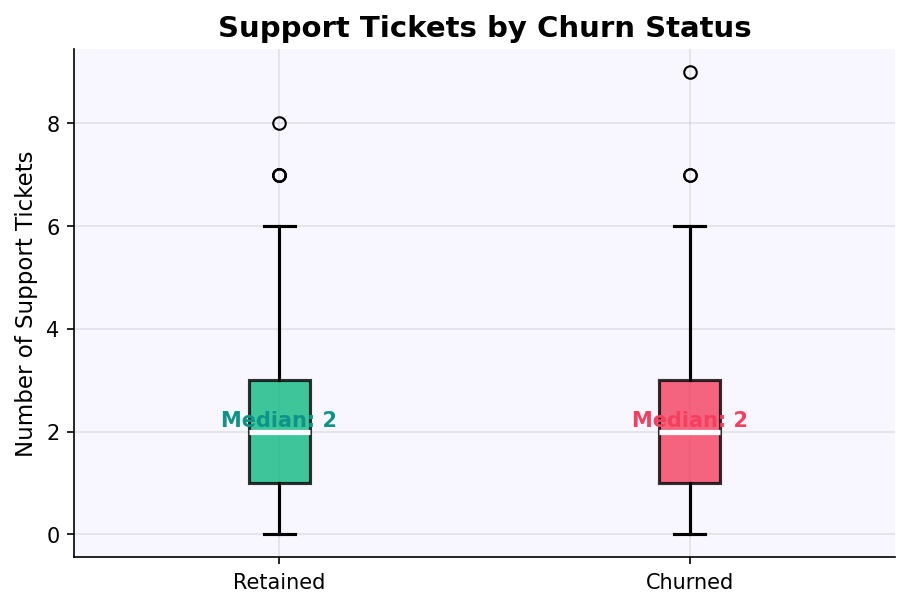 Support Tickets by Churn Status
Number of Support Tickets
8
6
4
2
0
Median: 2
Median: 2
Retained
Churned